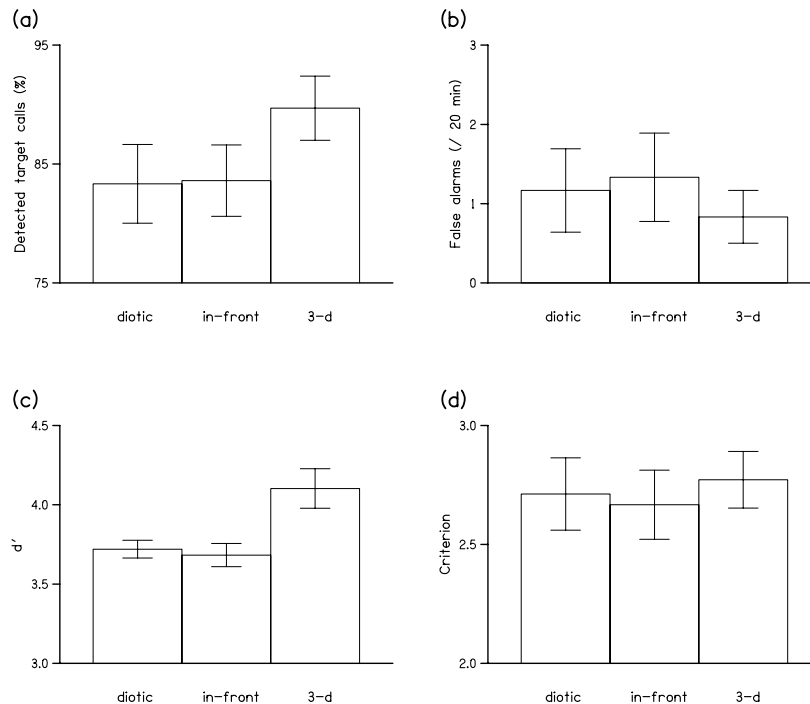 (a)
Detected target calls (%)
95
85
75
diotic in-front 3-d
(b)
False alarms (/ 20 min)
3
2
1
0
diotic in-front 3-d
(c)
d′
4.5
4.0
3.5
3.0
diotic in-front 3-d
(d)
Criterion
3.0
2.5
2.0
diotic in-front 3-d